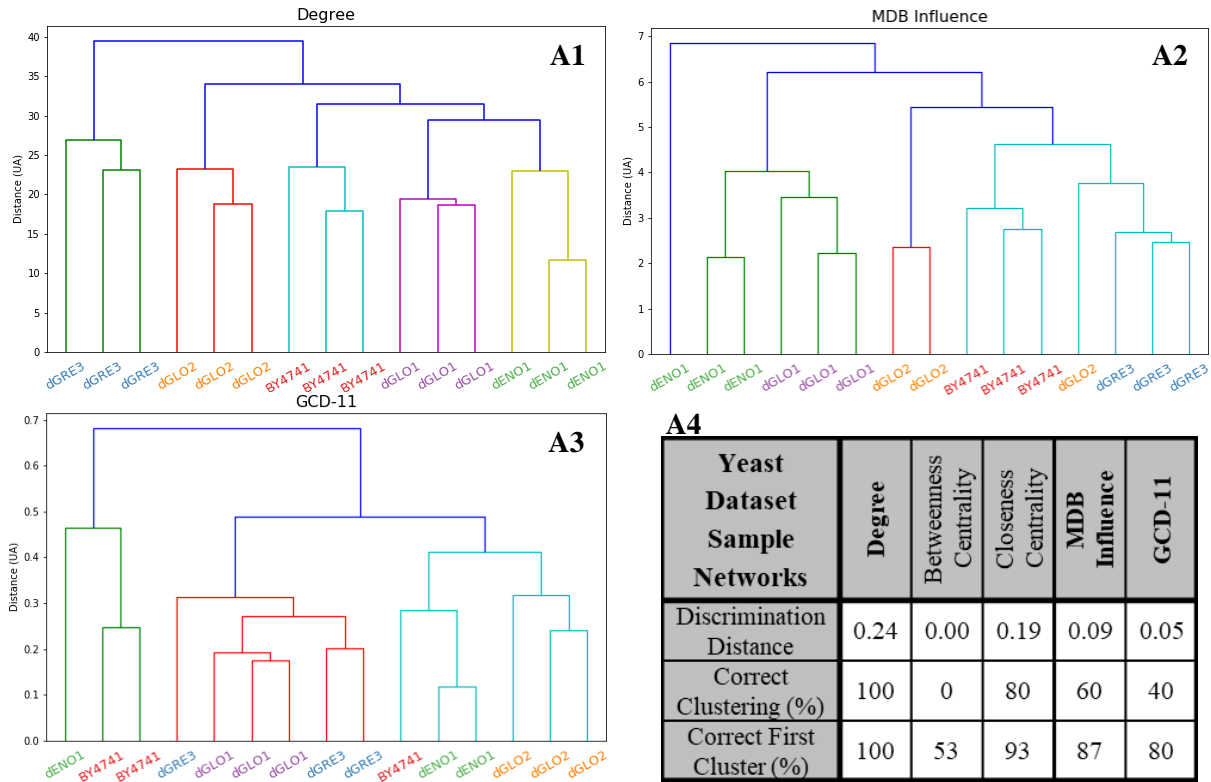 Degree
A1
Distance (UA)
40
35
30
25
20
15
10
5
0
dGRE3 dGRE3 dGRE3 dGLO2 dGLO2 dGLO2 BY4741 BY4741 BY4741 dGLO1 dGLO1 dGLO1 dENO1 dENO1 dENO1
MDB Influence
A2
Distance (UA)
7
6
5
4
3
2
1
0
dENO1 dENO1 dENO1 dGLO1 dGLO1 dGLO1 dGLO2 dGLO2 BY4741 BY4741 BY4741 dGLO2 dGRE3 dGRE3 dGRE3
GCD-11
A3
Distance (UA)
0.7
0.6
0.5
0.4
0.3
0.2
0.1
0.0
dENO1 BY4741 BY4741 dGRE3 dGLO1 dGLO1 dGLO1 dGRE3 dGRE3 BY4741 dENO1 dENO1 dGLO2 dGLO2 dGLO2
A4
Yeast
Dataset
Sample
Networks
Degree
Betweenness
Centrality
Closeness
Centrality
MDB
Influence
GCD-11
Discrimination
Distance
0.24 0.00 0.19 0.09 0.05
Correct
Clustering (%)
100 0 80 60 40
Correct First
Cluster (%)
100 53 93 87 80